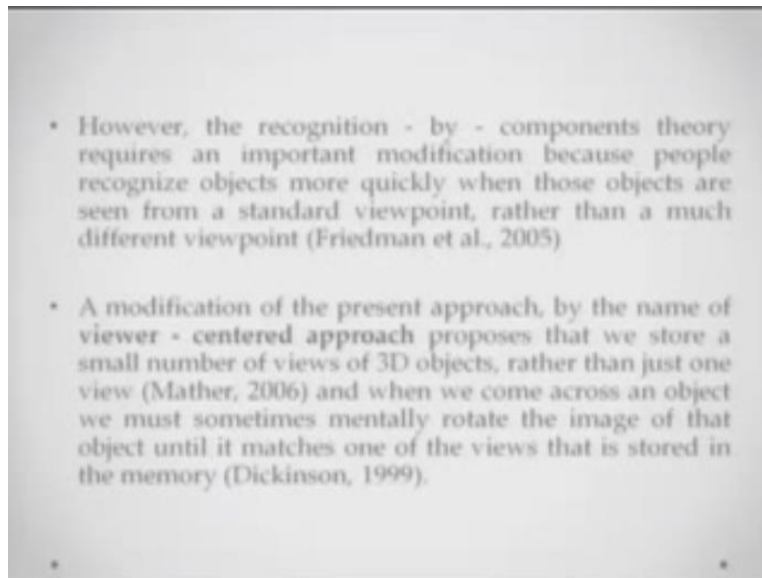 • However, the recognition - by - components theory
requires an important modification because people
recognize objects more quickly when those objects are
seen from a standard viewpoint, rather than a much
different viewpoint (Friedman et al., 2005)
• A modification of the present approach, by the name of
viewer - centered approach proposes that we store a
small number of views of 3D objects, rather than just one
view (Mather, 2006) and when we come across an object
we must sometimes mentally rotate the image of that
object until it matches one of the views that is stored in
the memory (Dickinson, 1999).